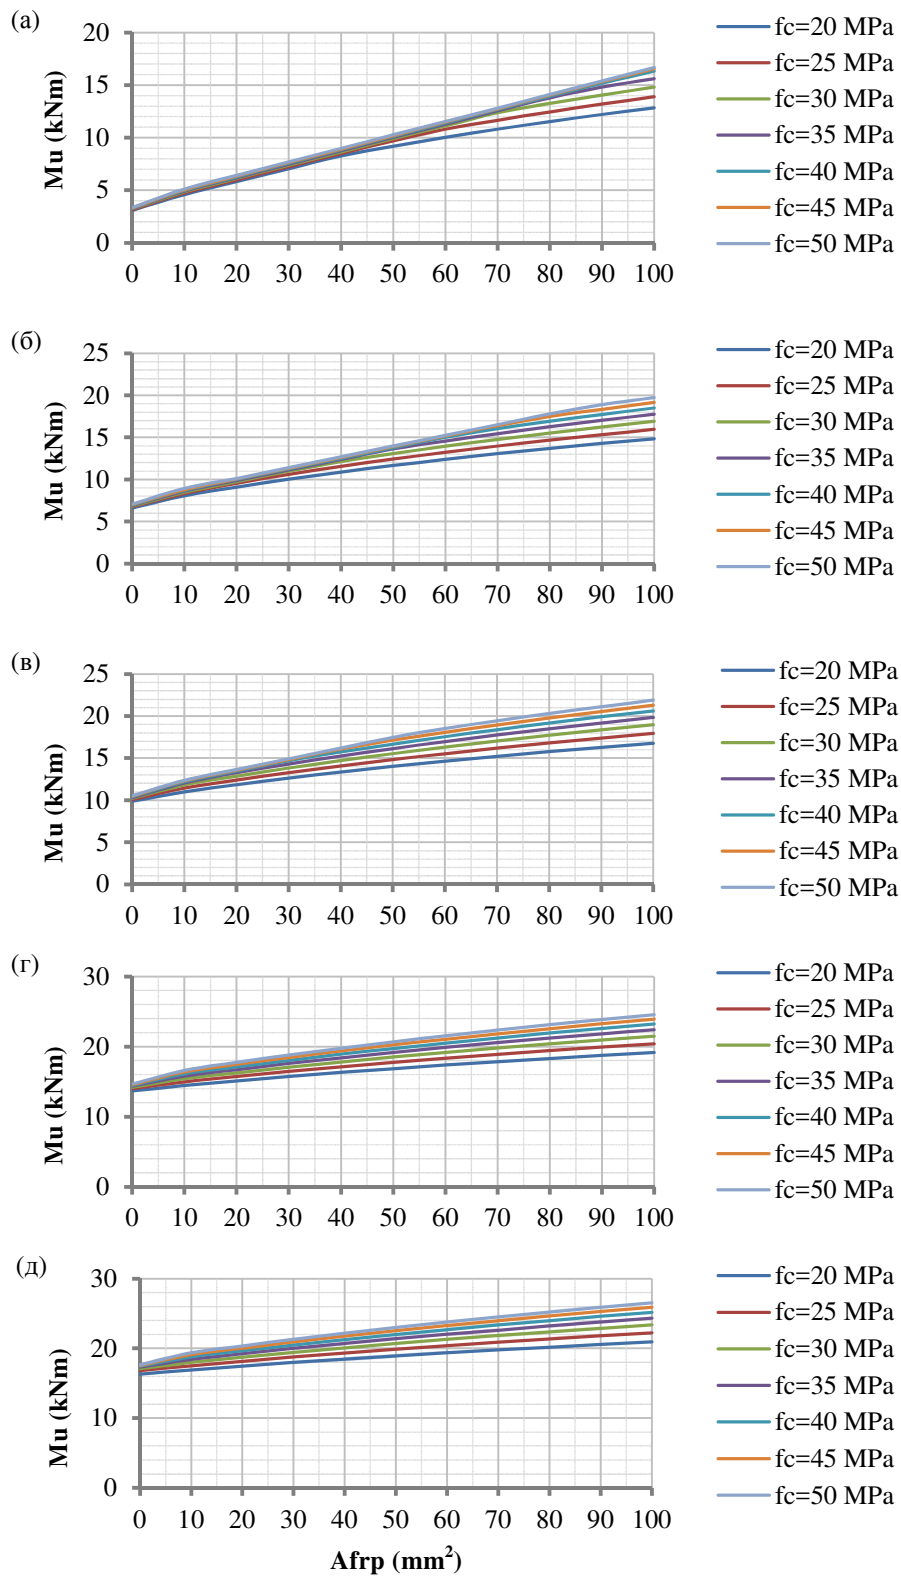 (а)
Mu (kNm)
20
15
10
5
0
0 10 20 30 40 50 60 70 80 90 100
fc=20 MPa
fc=25 MPa
fc=30 MPa
fc=35 MPa
fc=40 MPa
fc=45 MPa
fc=50 MPa
(б)
Mu (kNm)
25
20
15
10
5
0
0 10 20 30 40 50 60 70 80 90 100
fc=20 MPa
fc=25 MPa
fc=30 MPa
fc=35 MPa
fc=40 MPa
fc=45 MPa
fc=50 MPa
(в)
Mu (kNm)
25
20
15
10
5
0
0 10 20 30 40 50 60 70 80 90 100
fc=20 MPa
fc=25 MPa
fc=30 MPa
fc=35 MPa
fc=40 MPa
fc=45 MPa
fc=50 MPa
(г)
Mu (kNm)
30
20
10
0
0 10 20 30 40 50 60 70 80 90 100
fc=20 MPa
fc=25 MPa
fc=30 MPa
fc=35 MPa
fc=40 MPa
fc=45 MPa
fc=50 MPa
(д)
Mu (kNm)
30
20
10
0
0 10 20 30 40 50 60 70 80 90 100
Afrp (mm²)
fc=20 MPa
fc=25 MPa
fc=30 MPa
fc=35 MPa
fc=40 MPa
fc=45 MPa
fc=50 MPa